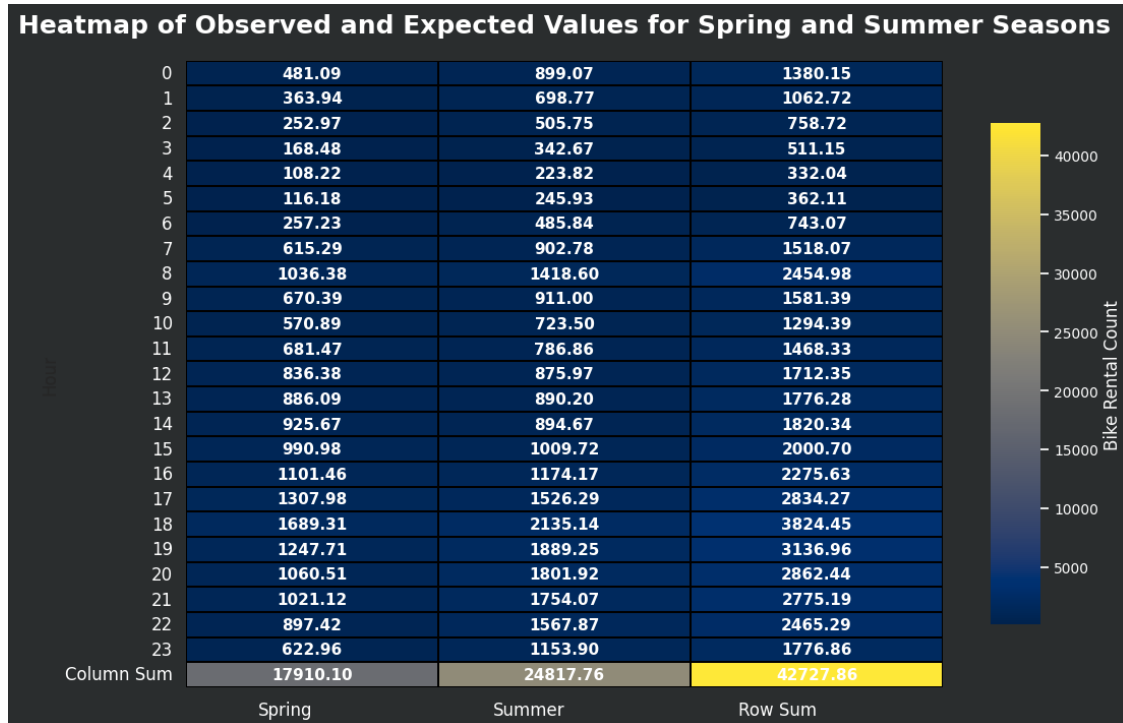 Heatmap of Observed and Expected Values for Spring and Summer Seasons
0 481.09 899.07 1380.15
1 363.94 698.77 1062.72
2 252.97 505.75 758.72
3 168.48 342.67 511.15
4 108.22 223.82 332.04
5 116.18 245.93 362.11
6 257.23 485.84 743.07
7 615.29 902.78 1518.07
8 1036.38 1418.60 2454.98
9 670.39 911.00 1581.39
10 570.89 723.50 1294.39
11 681.47 786.86 1468.33
12 836.38 875.97 1712.35
13 886.09 890.20 1776.28
14 925.67 894.67 1820.34
15 990.98 1009.72 2000.70
16 1101.46 1174.17 2275.63
17 1307.98 1526.29 2834.27
18 1689.31 2135.14 3824.45
19 1247.71 1889.25 3136.96
20 1060.51 1801.92 2862.44
21 1021.12 1754.07 2775.19
22 897.42 1567.87 2465.29
23 622.96 1153.90 1776.86
Column Sum 17910.10 24817.76 42727.86
Spring Summer Row Sum
Hour
40000
35000
30000
25000
20000
15000
10000
5000
Bike Rental Count